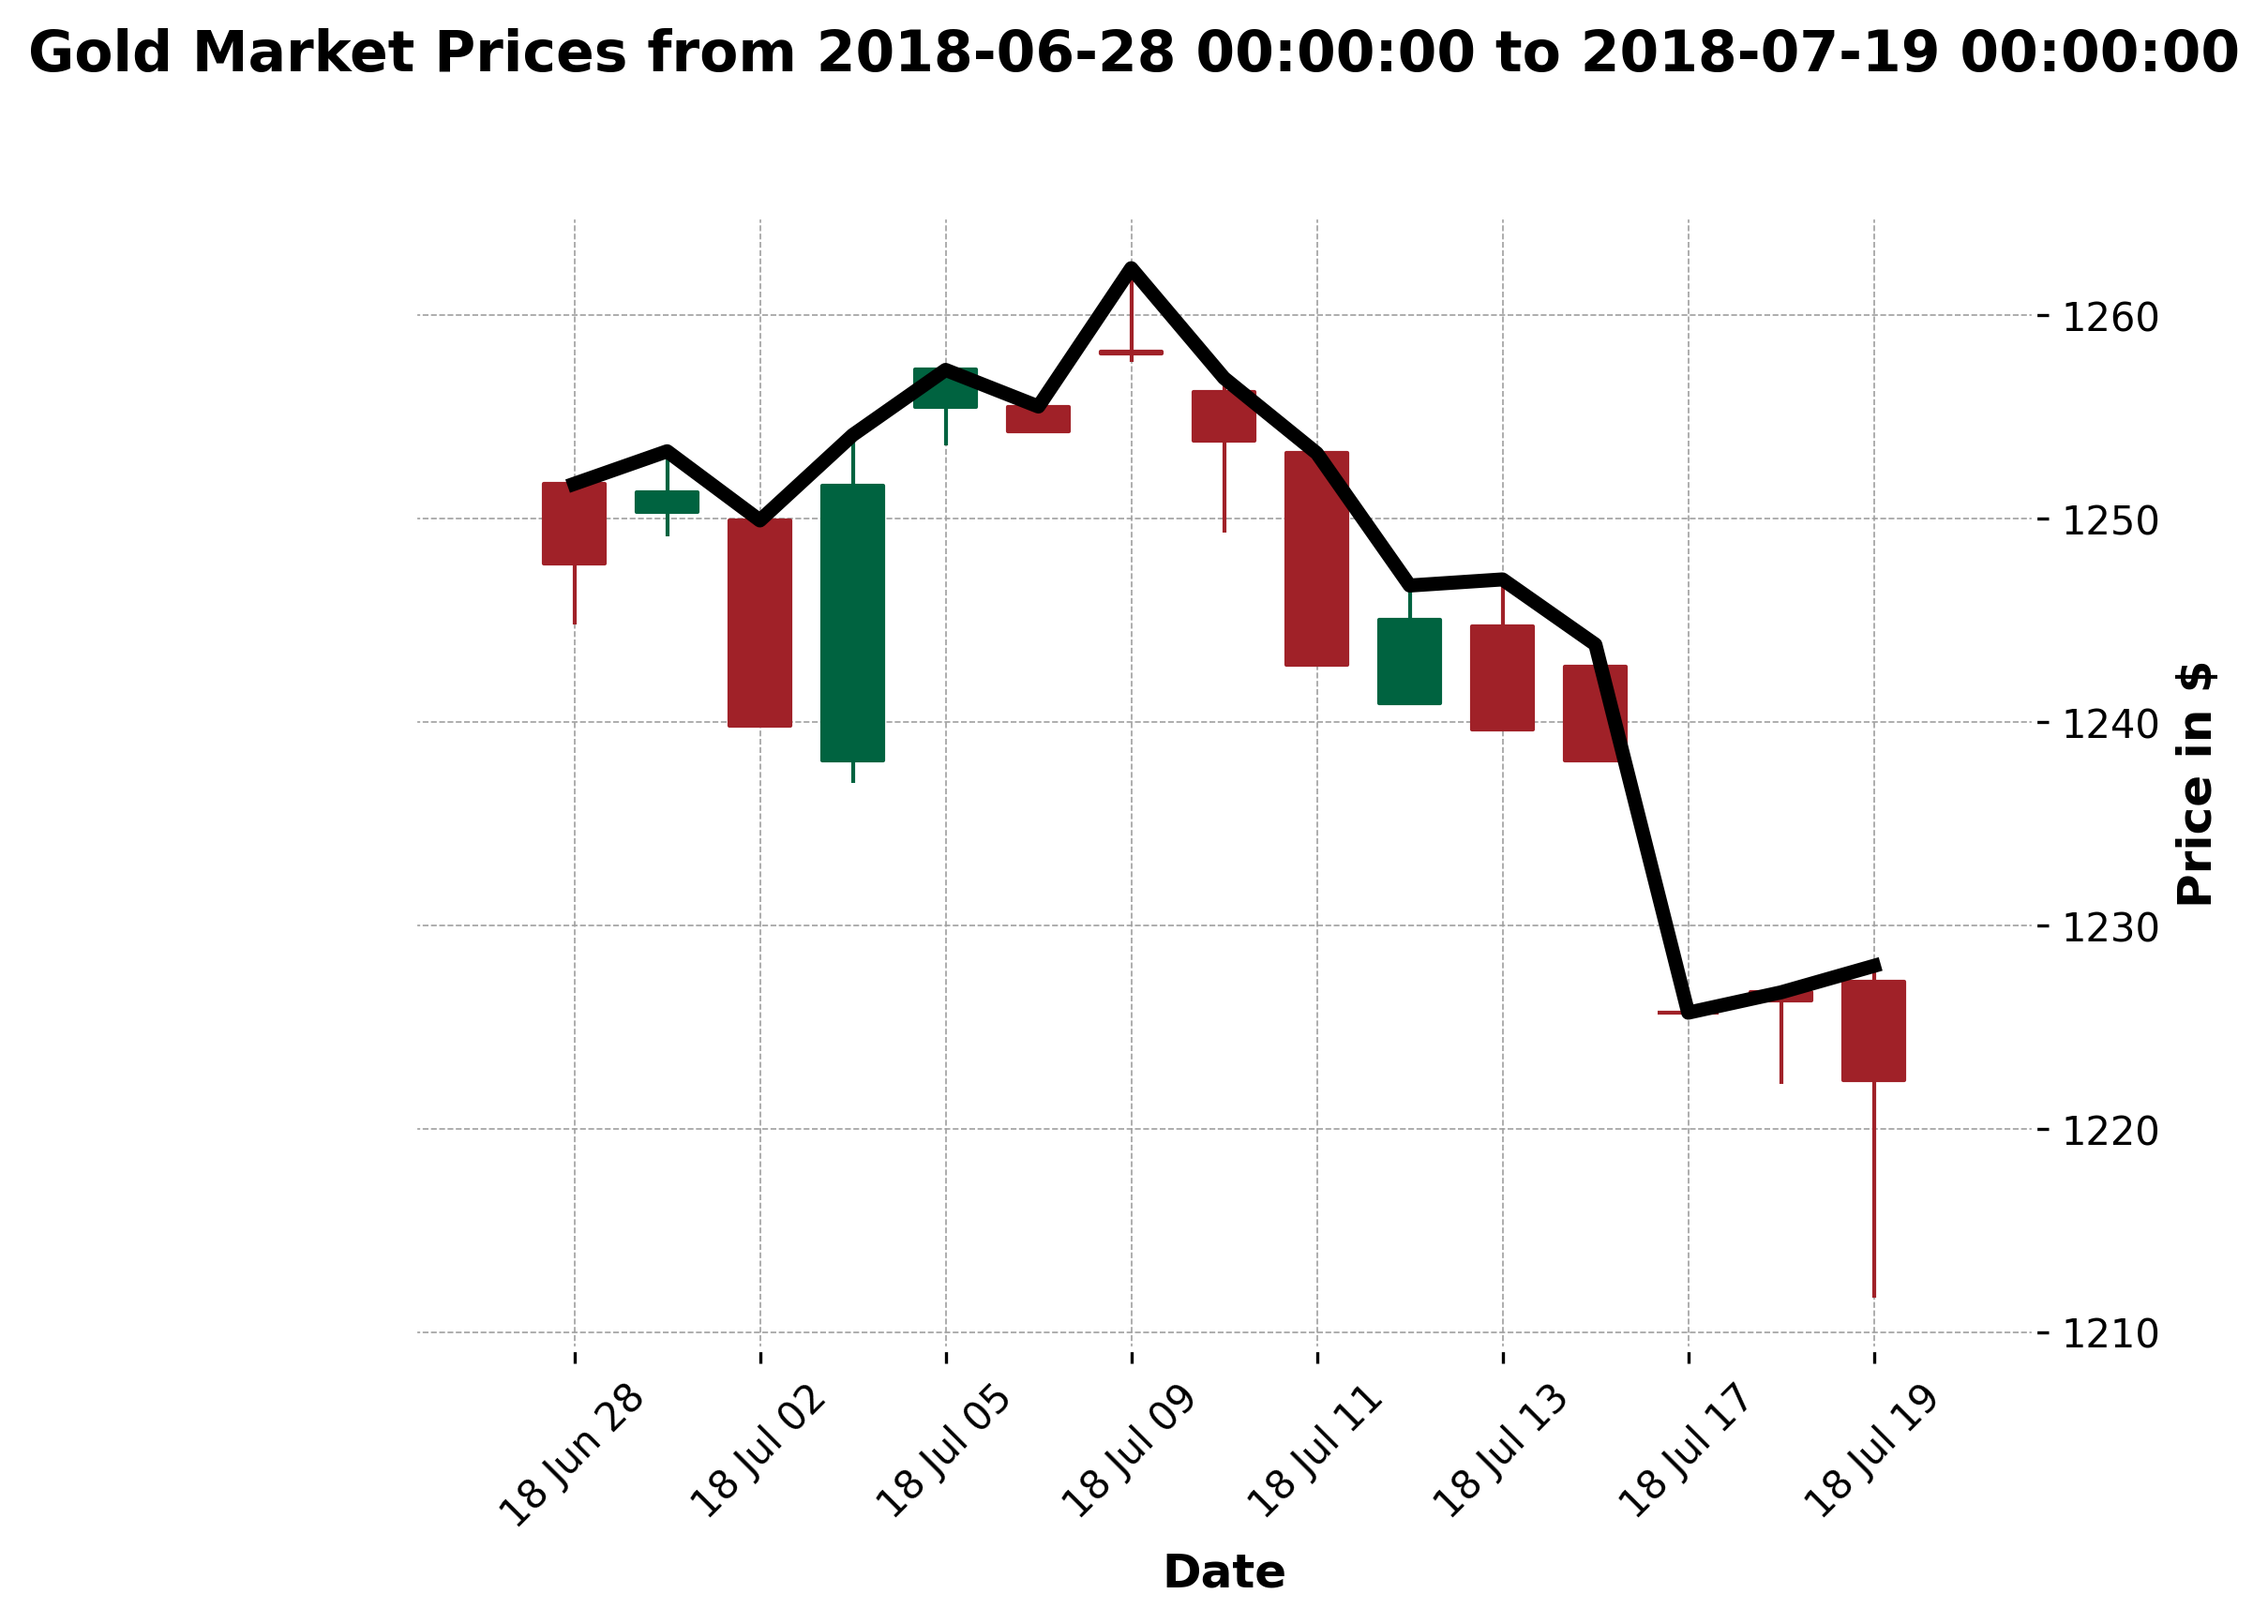 Gold Market Prices from 2018-06-28 00:00:00 to 2018-07-19 00:00:00
1260
1250
1240
1230
1220
1210
Price in $
18 Jun 28
18 Jul 02
18 Jul 05
18 Jul 09
18 Jul 11
18 Jul 13
18 Jul 17
18 Jul 19
Date